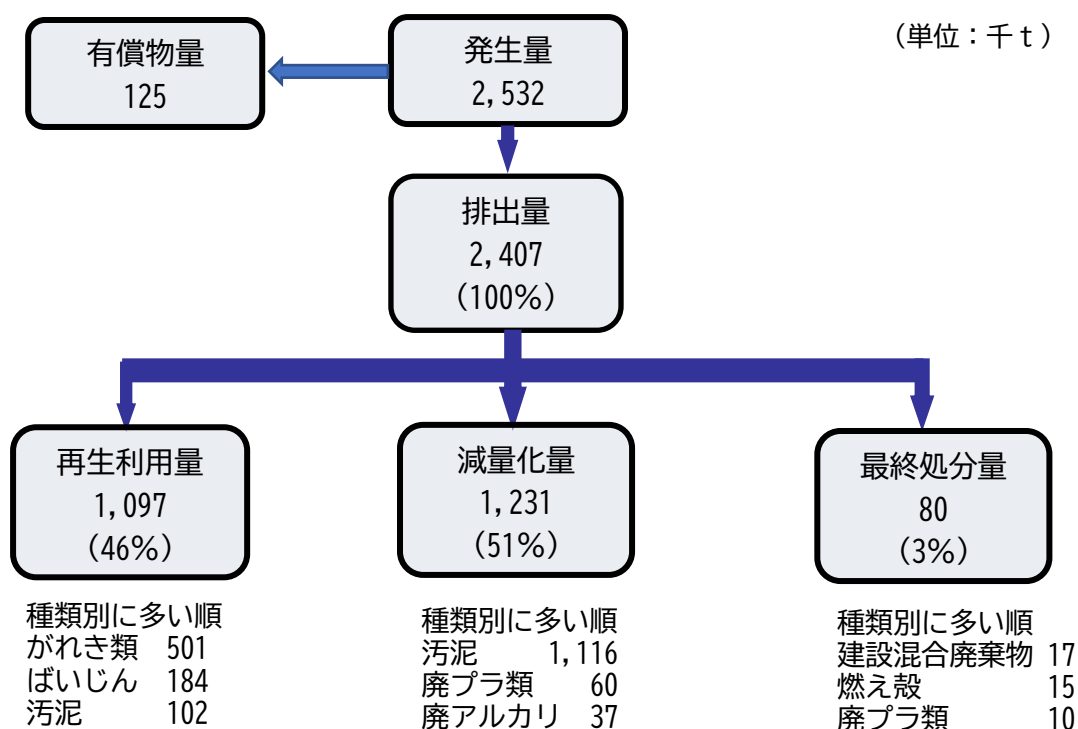 (単位：千ｔ)
有償物量
125
発生量
2,532
排出量
2,407
(100%)
再生利用量
1,097
(46%)
減量化量
1,231
(51%)
最終処分量
80
(3%)
種類別に多い順
がれき類 501
ばいじん 184
汚泥 102
種類別に多い順
汚泥 1,116
廃プラ類 60
廃アルカリ 37
種類別に多い順
建設混合廃棄物 17
燃え殻 15
廃プラ類 10